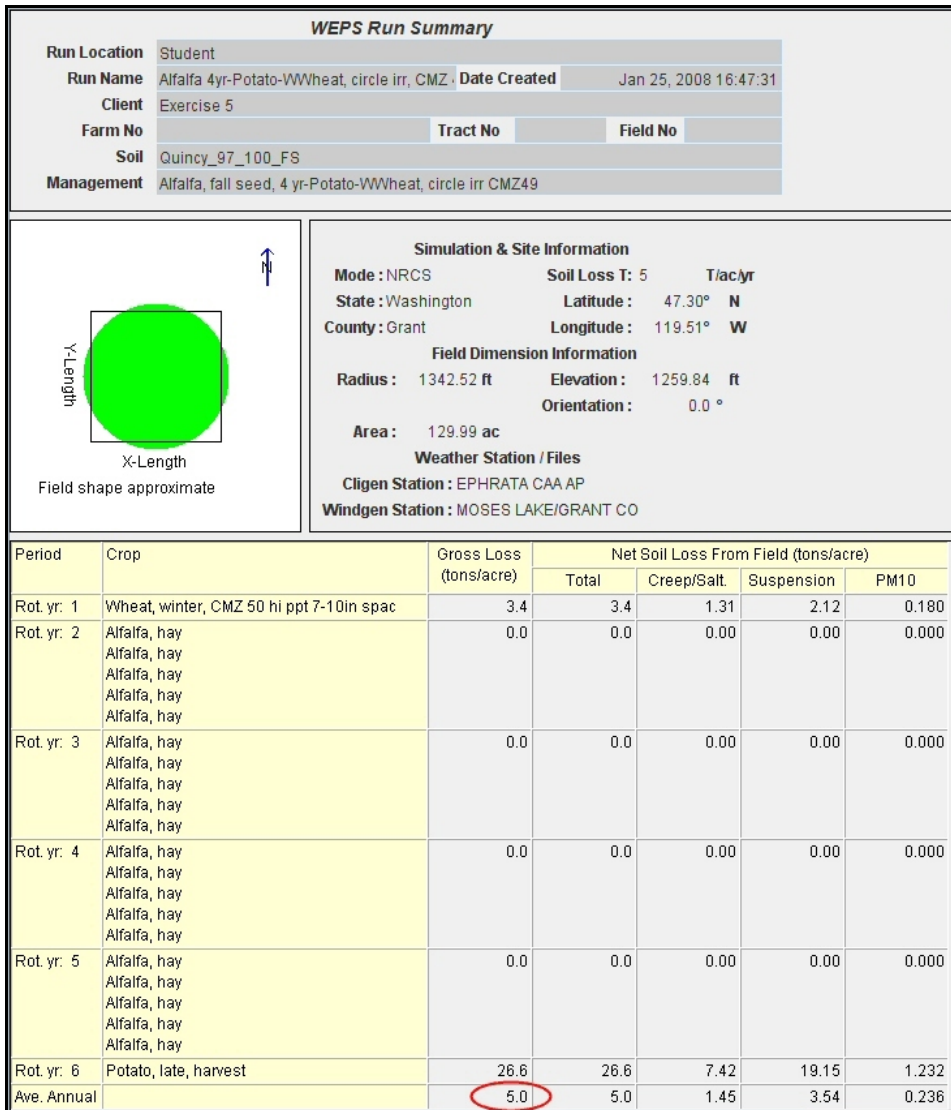 WEPS Run Summary
Run Location Student
Run Name Alfalfa 4yr-Potato-WWheat, circle irr, CMZ Date Created Jan 25, 2008 16:47:31
Client Exercise 5
Farm No Tract No Field No
Soil Quincy_97_100_FS
Management Alfalfa, fall seed, 4 yr-Potato-WWheat, circle irr CMZ49
N
Y-Length
X-Length
Field shape approximate
Simulation & Site Information
Mode : NRCS Soil Loss T: 5 T/ac/yr
State : Washington Latitude : 47.30° N
County : Grant Longitude : 119.51° W
Field Dimension Information
Radius : 1342.52 ft Elevation : 1259.84 ft
Orientation : 0.0 °
Area : 129.99 ac
Weather Station / Files
Cligen Station : EPHRATA CAA AP
Windgen Station : MOSES LAKE/GRANT CO
Period Crop Gross Loss Net Soil Loss From Field (tons/acre)
(tons/acre) Total Creep/Salt. Suspension PM10
Rot. yr: 1 Wheat, winter, CMZ 50 hi ppt 7-10in spac 3.4 3.4 1.31 2.12 0.180
Rot. yr: 2 Alfalfa, hay 0.0 0.0 0.00 0.00 0.000
Alfalfa, hay
Alfalfa, hay
Alfalfa, hay
Alfalfa, hay
Rot. yr: 3 Alfalfa, hay 0.0 0.0 0.00 0.00 0.000
Alfalfa, hay
Alfalfa, hay
Alfalfa, hay
Alfalfa, hay
Rot. yr: 4 Alfalfa, hay 0.0 0.0 0.00 0.00 0.000
Alfalfa, hay
Alfalfa, hay
Alfalfa, hay
Alfalfa, hay
Rot. yr: 5 Alfalfa, hay 0.0 0.0 0.00 0.00 0.000
Alfalfa, hay
Alfalfa, hay
Alfalfa, hay
Alfalfa, hay
Rot. yr: 6 Potato, late, harvest 26.6 26.6 7.42 19.15 1.232
Ave. Annual 5.0 5.0 1.45 3.54 0.236